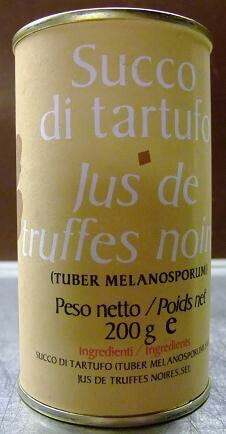 Succo
di tartufo
Jus de
truffes noir
(TUBER MELANOSPORUM)
Peso netto / Poids net
200 g e
Ingredienti / Ingredients
SUCCO DI TARTUFO (TUBER MELANOSPORUM)
JUS DE TRUFFES NOIRES. SEL